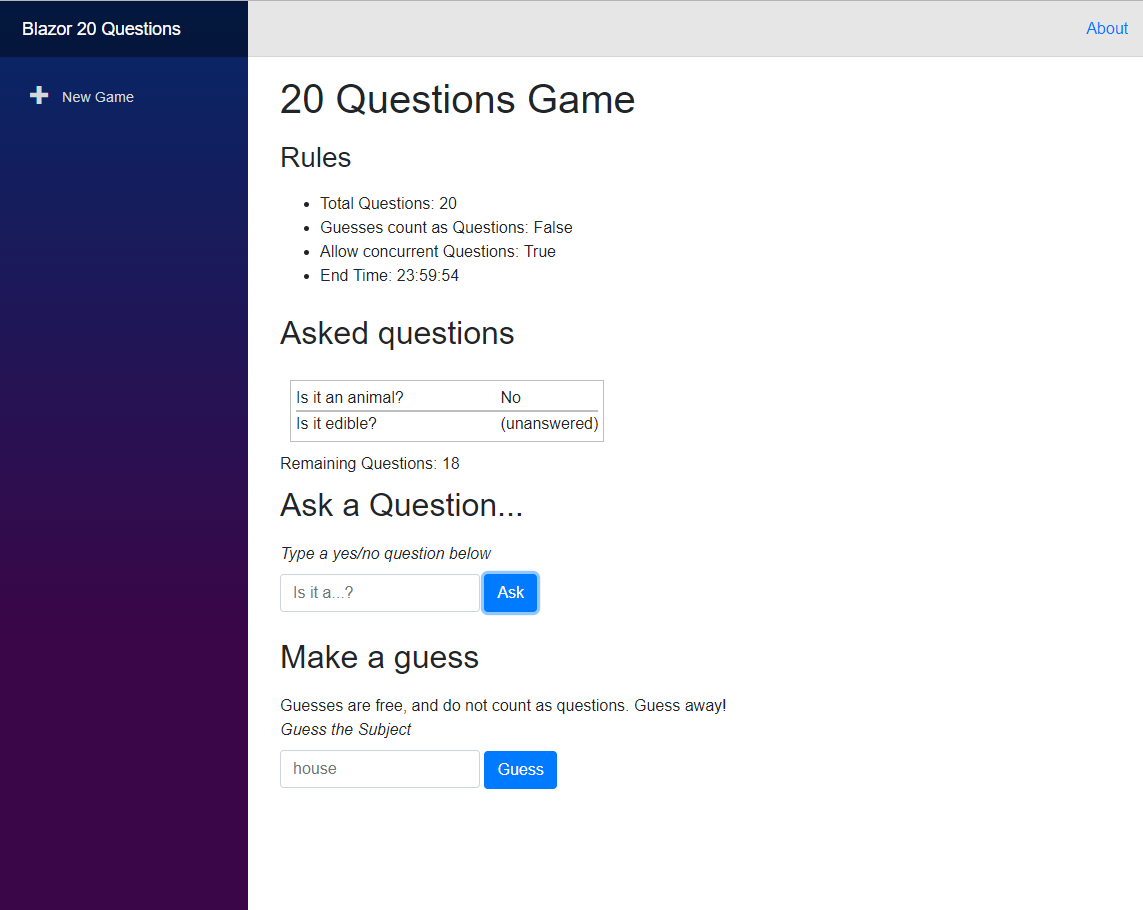 Blazor 20 Questions
About
New Game
20 Questions Game
Rules
Total Questions: 20
Guesses count as Questions: False
Allow concurrent Questions: True
End Time: 23:59:54
Asked questions
Is it an animal? No
Is it edible? (unanswered)
Remaining Questions: 18
Ask a Question...
Type a yes/no question below
Is it a...? Ask
Make a guess
Guesses are free, and do not count as questions. Guess away!
Guess the Subject
house Guess